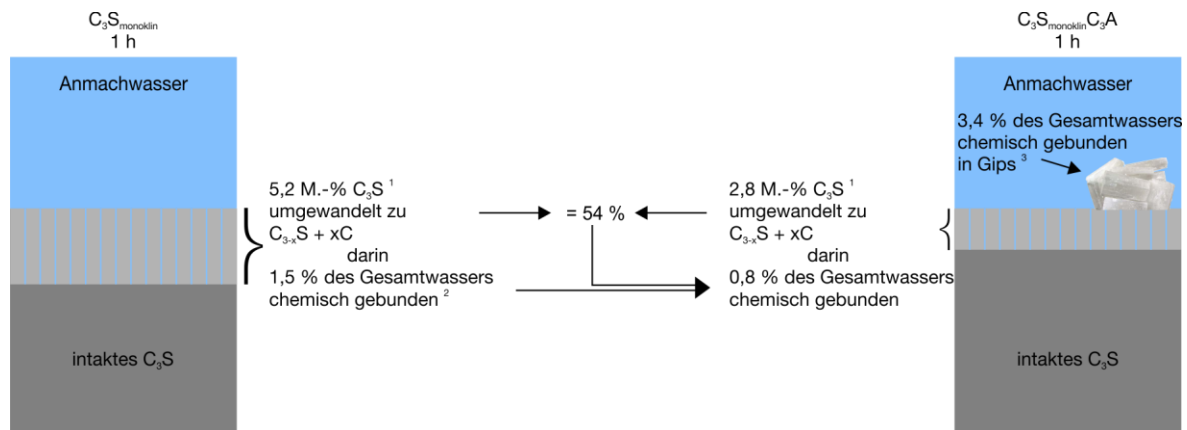 C₃Smonoklin
1 h
Anmachwasser
intaktes C₃S
5,2 M.-% C₃S ¹
umgewandelt zu
C₃₋ₓS + xC
darin
1,5 % des Gesamtwassers
chemisch gebunden ²
= 54 %
2,8 M.-% C₃S ¹
umgewandelt zu
C₃₋ₓS + xC
darin
0,8 % des Gesamtwassers
chemisch gebunden
C₃SmonoklinC₃A
1 h
Anmachwasser
3,4 % des Gesamtwassers
chemisch gebunden
in Gips ³
intaktes C₃S